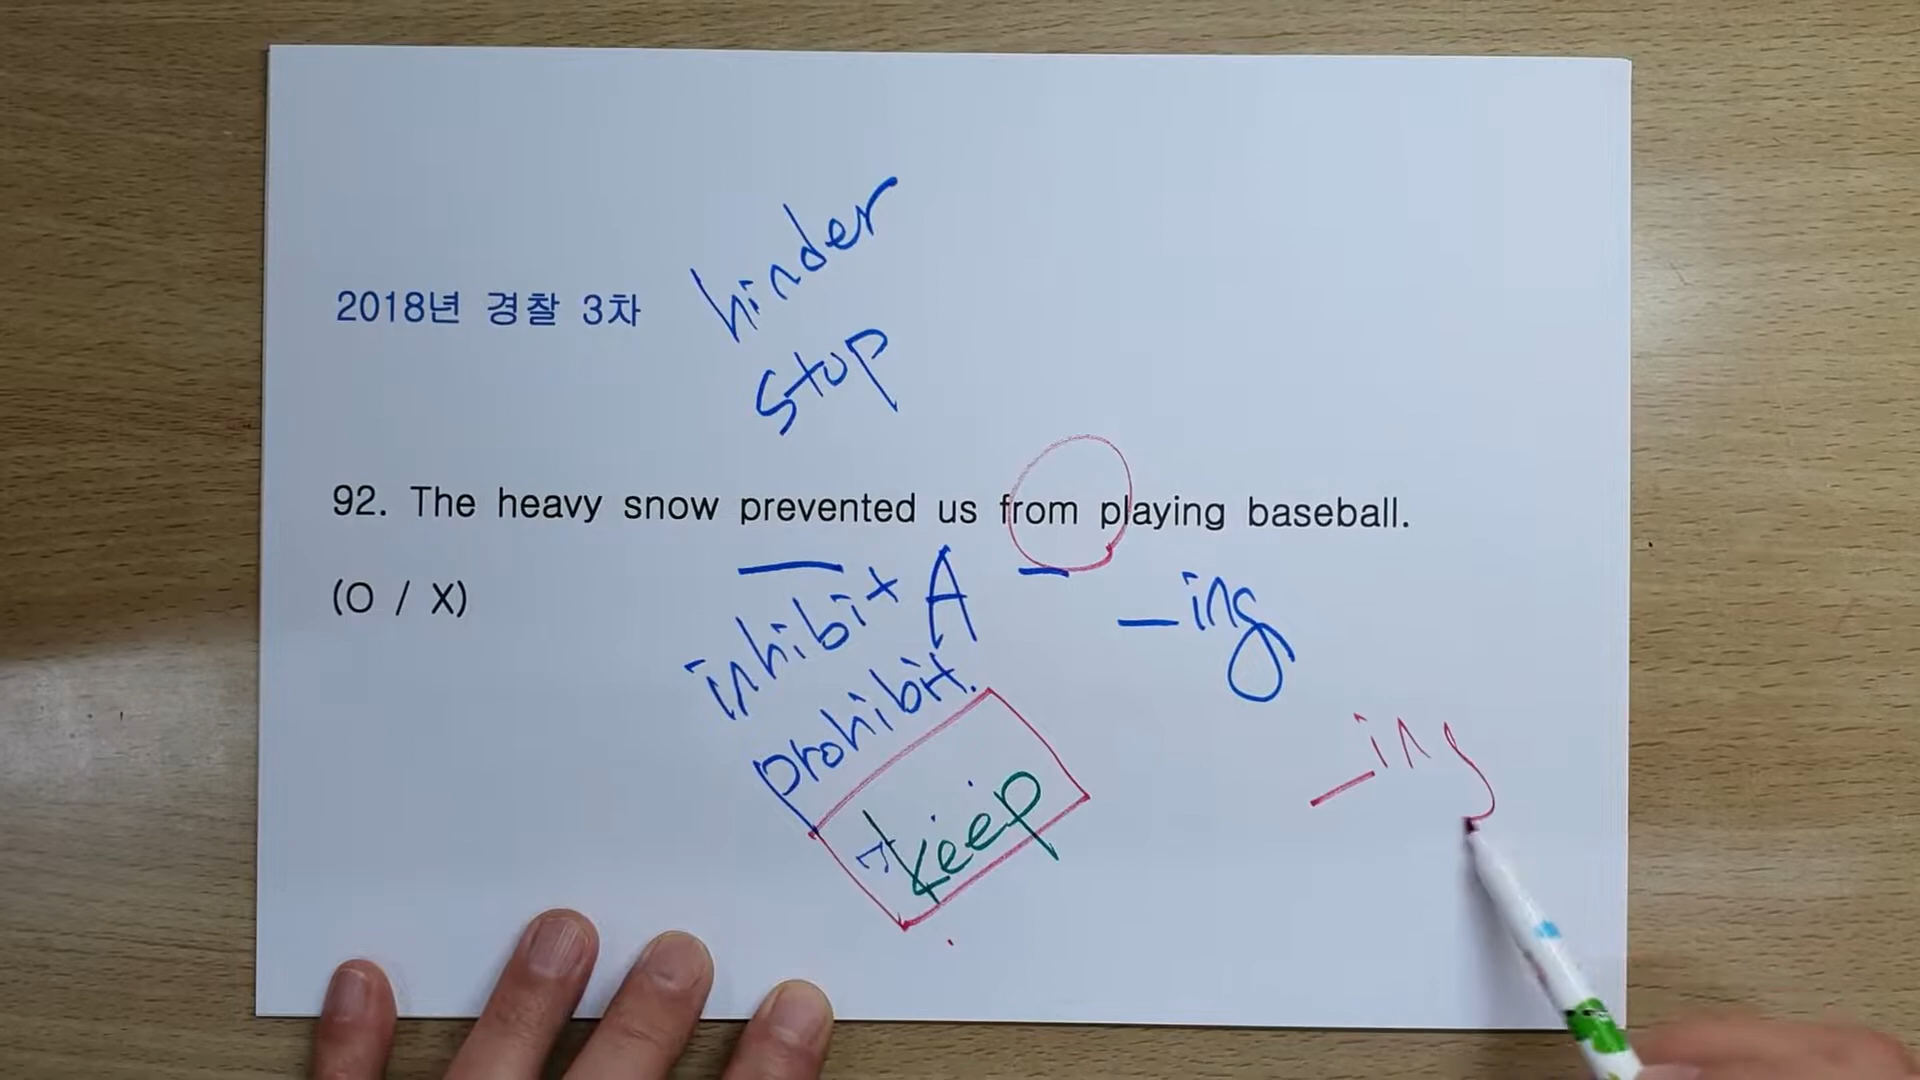 hinder
2018년 경찰 3차
stop
92. The heavy snow prevented us from playing baseball.
(O / X)
inhibit A —ing
prohibit.
keep
—ing